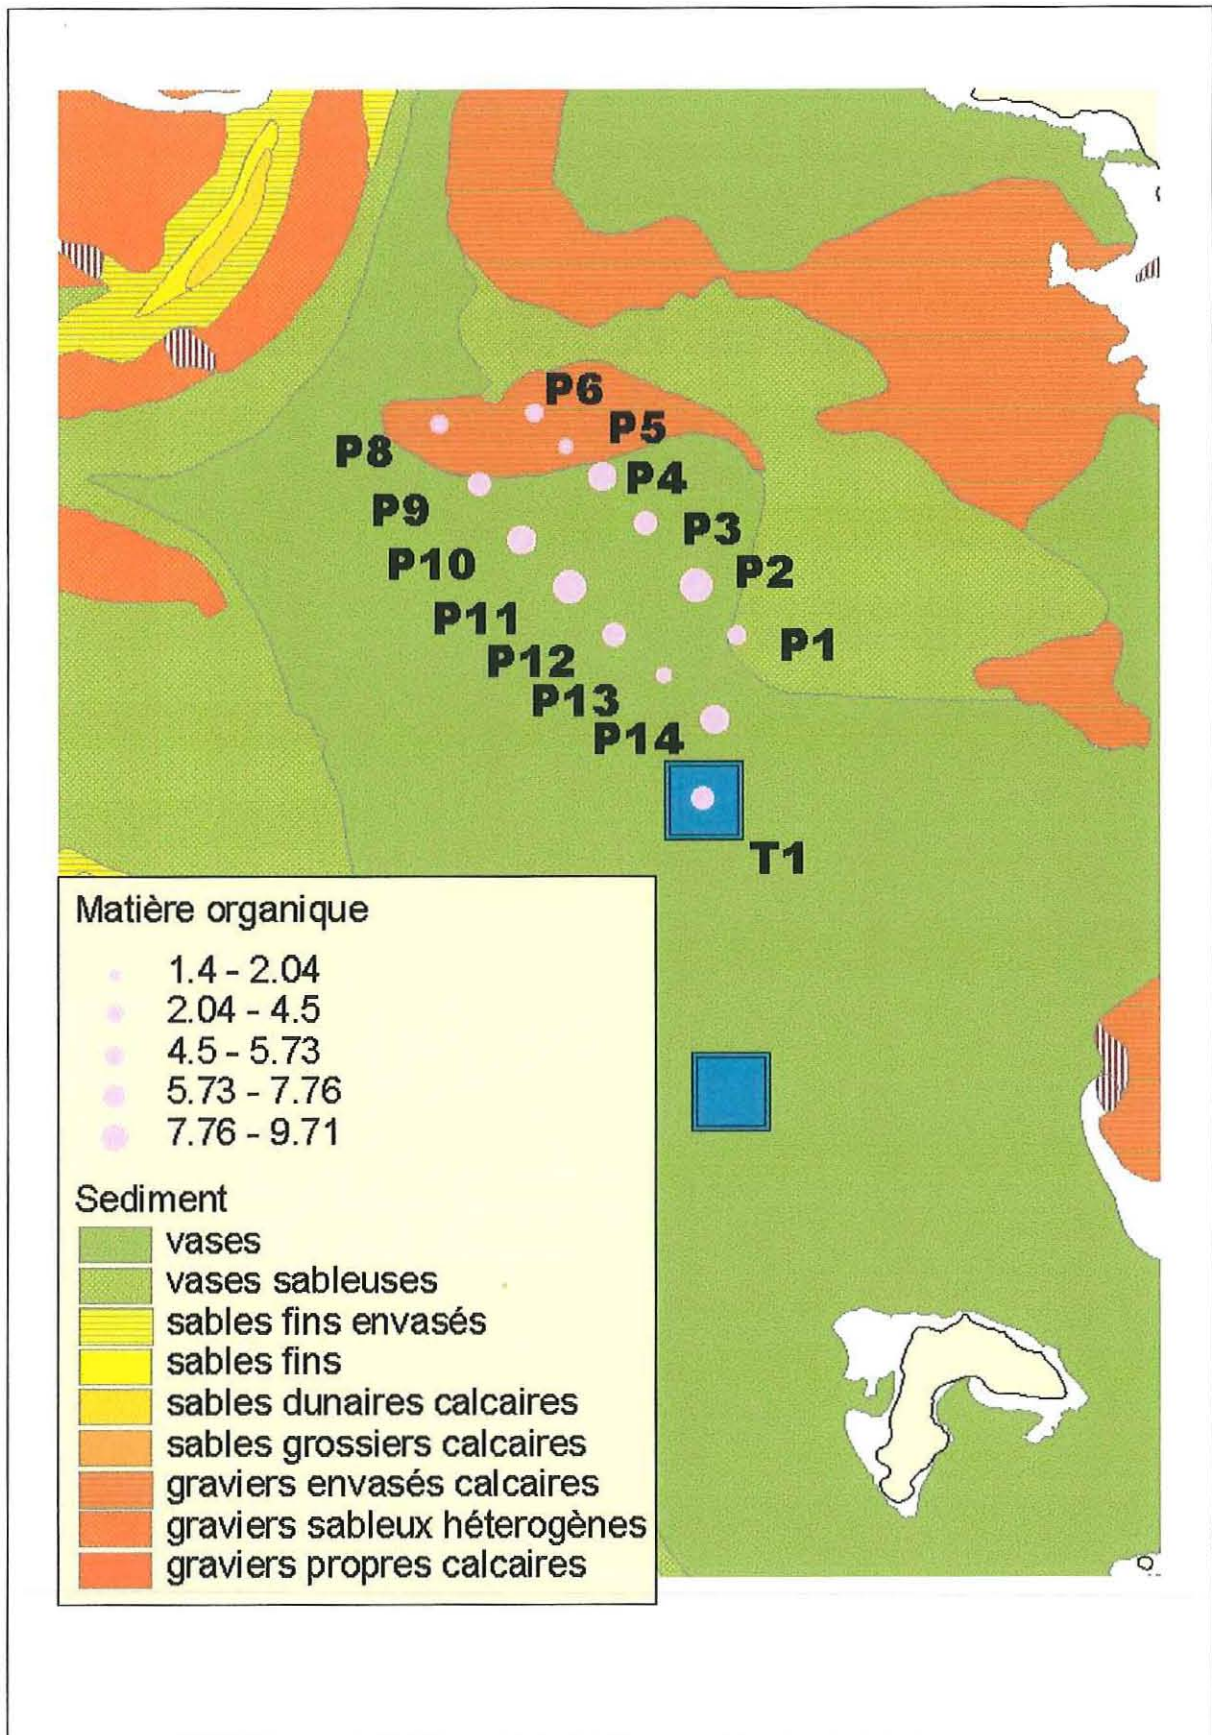 P6
P5
P8
P4
P9
P3
P10
P2
P11
P1
P12
P13
P14
T1
Matière organique
1.4 - 2.04
2.04 - 4.5
4.5 - 5.73
5.73 - 7.76
7.76 - 9.71
Sediment
vases
vases sableuses
sables fins envasés
sables fins
sables dunaires calcaires
sables grossiers calcaires
graviers envasés calcaires
graviers sableux hétérogènes
graviers propres calcaires